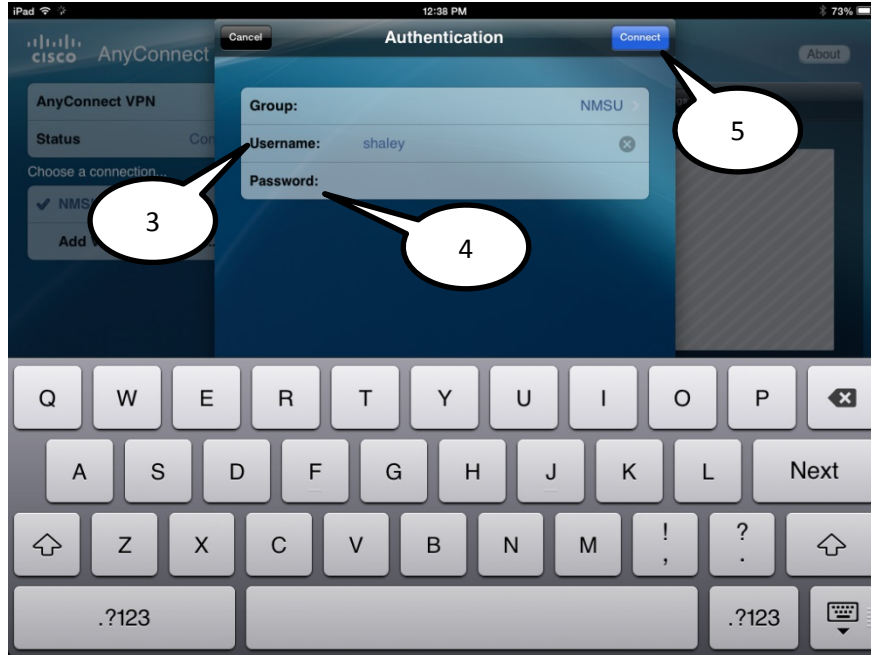 iPad 12:38 PM 73%
cisco AnyConnect
Cancel Authentication Connect
About
AnyConnect VPN
Group: NMSU
Status
Username: shaley
Choose a connection...
Password:
NMS
Add
3
4
5
Q W E R T Y U I O P
A S D F G H J K L Next
Z X C V B N M ! , ? .
.?123 .?123